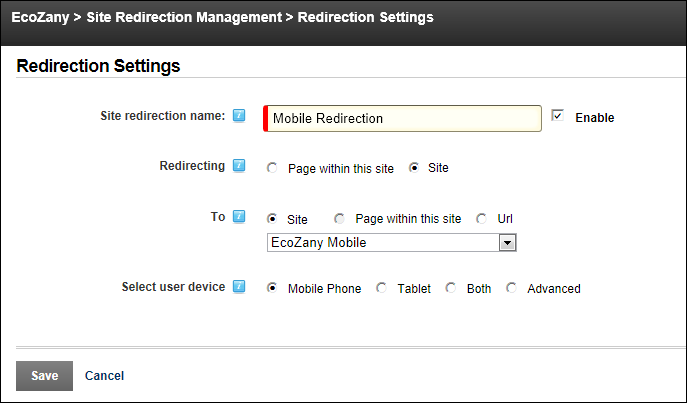 EcoZany > Site Redirection Management > Redirection Settings
Redirection Settings
Site redirection name: i Mobile Redirection Enable
Redirecting i Page within this site Site
To i Site Page within this site Url
EcoZany Mobile
Select user device i Mobile Phone Tablet Both Advanced
Save Cancel